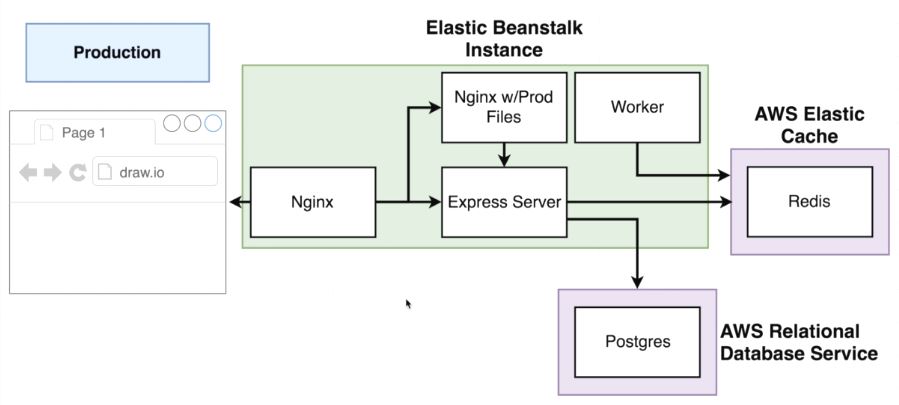 Production
Elastic Beanstalk
Instance
Page 1
draw.io
Nginx
Nginx w/Prod
Files
Worker
Express Server
AWS Elastic
Cache
Redis
Postgres
AWS Relational
Database Service